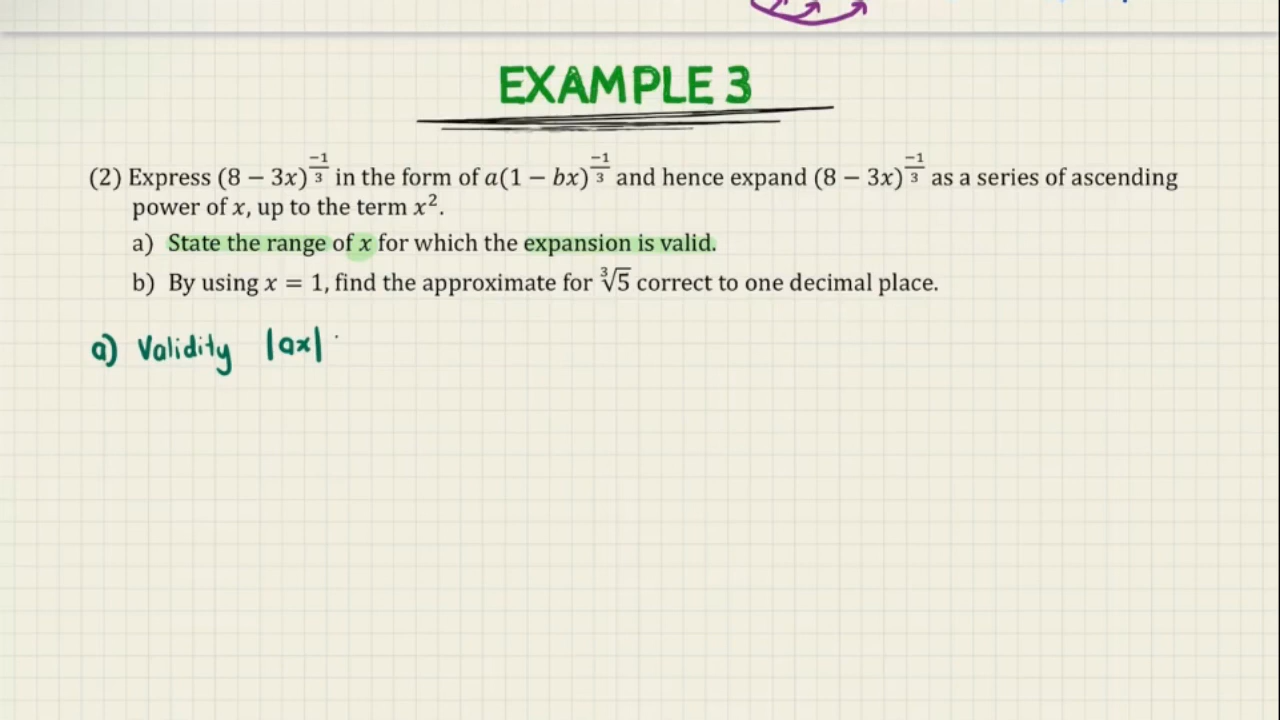 EXAMPLE 3
(2) Express (8 − 3x)^{-1/3} in the form of a(1 − bx)^{-1/3} and hence expand (8 − 3x)^{-1/3} as a series of ascending
power of x, up to the term x².
a) State the range of x for which the expansion is valid.
b) By using x = 1, find the approximate for ∛5 correct to one decimal place.
a) Validity |ax|